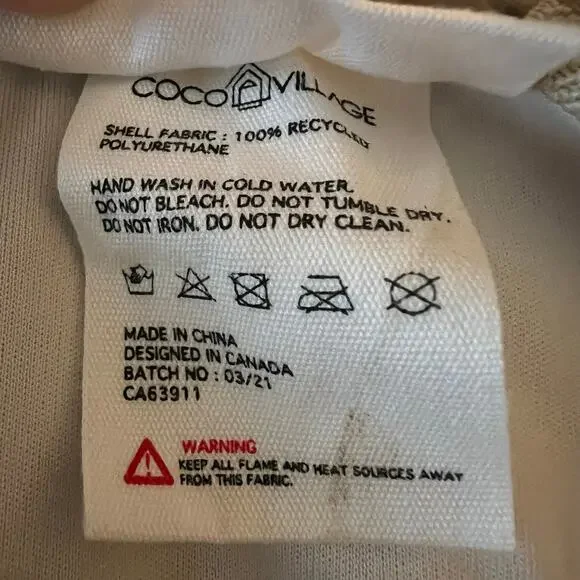 COCO VILLAGE
SHELL FABRIC : 100% RECYCLED
POLYURETHANE
HAND WASH IN COLD WATER.
DO NOT BLEACH. DO NOT TUMBLE DRY.
DO NOT IRON. DO NOT DRY CLEAN.
MADE IN CHINA
DESIGNED IN CANADA
BATCH NO : 03/21
CA63911
WARNING
KEEP ALL FLAME AND HEAT SOURCES AWAY
FROM THIS FABRIC.